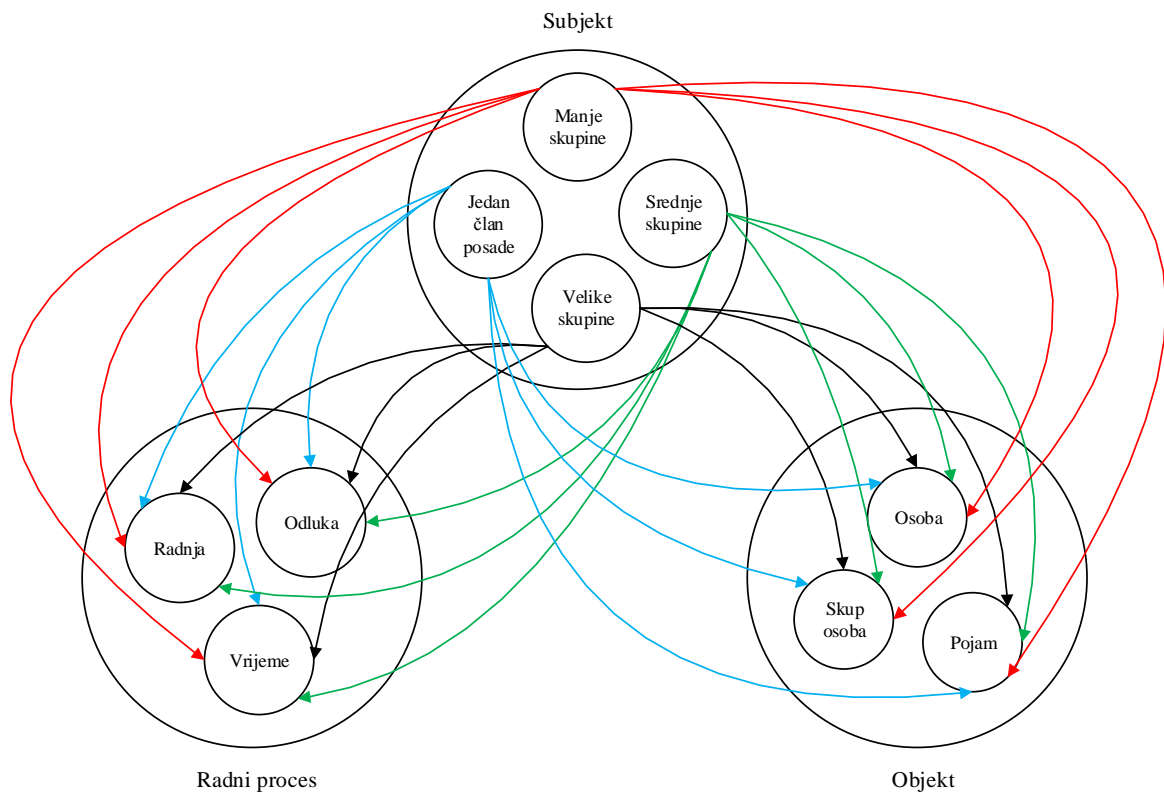 Subjekt
Manje
skupine
Jedan
član
posade
Srednje
skupine
Velike
skupine
Odluka
Radnja
Vrijeme
Osoba
Skup
osoba
Pojam
Radni proces
Objekt